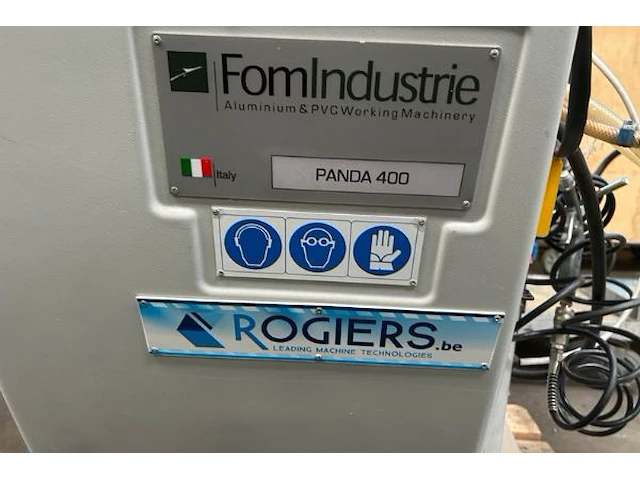 FomIndustrie
Aluminium & PVC Working Machinery
Italy
PANDA 400
ROGIERS.be
LEADING MACHINE TECHNOLOGIES